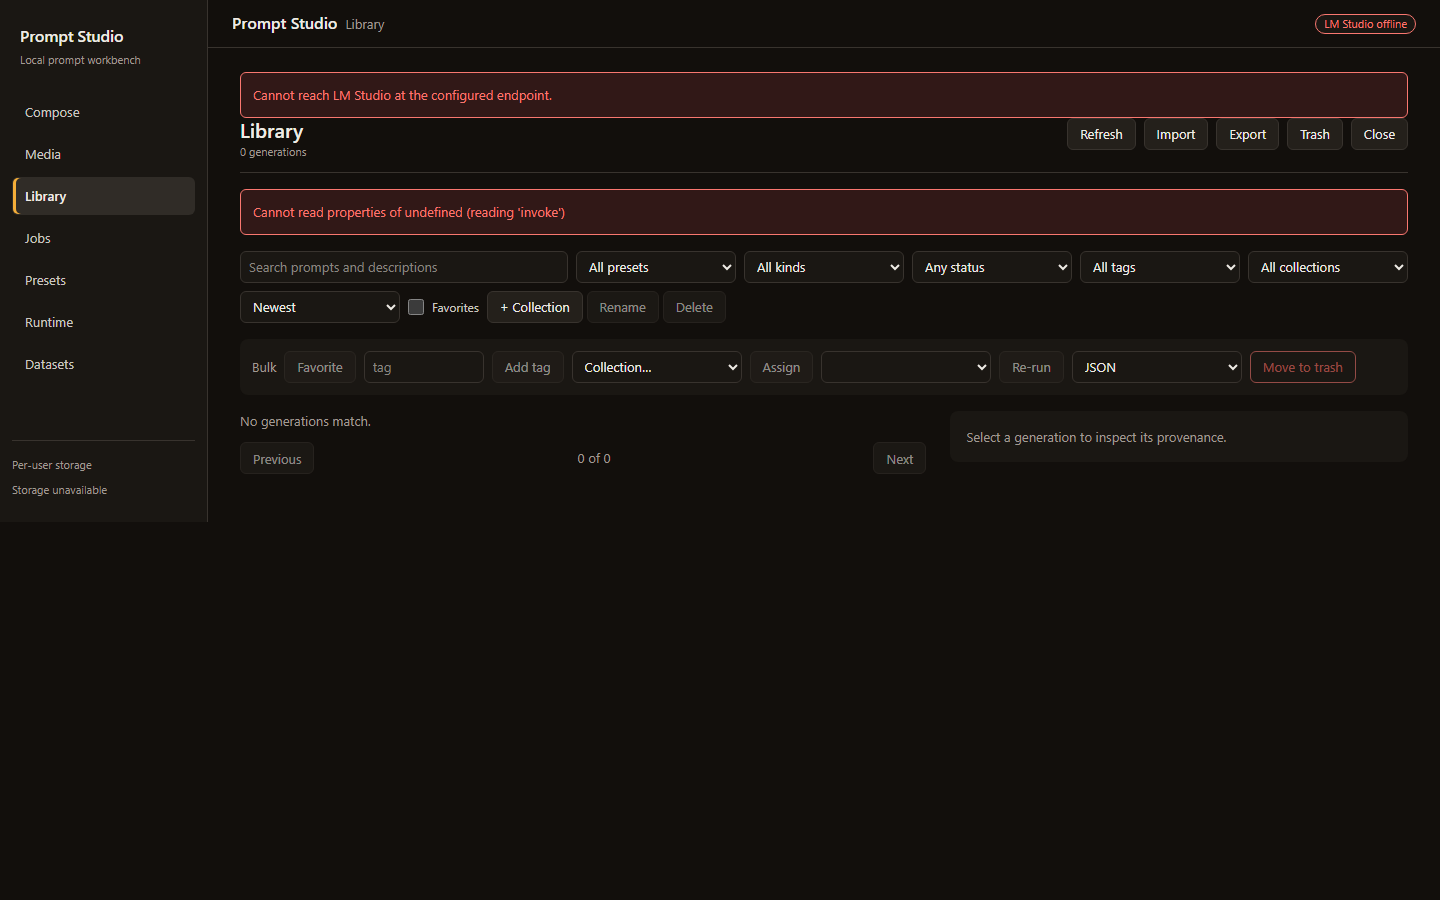 Prompt Studio
Local prompt workbench
Compose
Media
Library
Jobs
Presets
Runtime
Datasets
Per-user storage
Storage unavailable
Prompt Studio Library
LM Studio offline
Cannot reach LM Studio at the configured endpoint.
Library
0 generations
Refresh Import Export Trash Close
Cannot read properties of undefined (reading 'invoke')
Search prompts and descriptions All presets All kinds Any status All tags All collections
Newest Favorites + Collection Rename Delete
Bulk Favorite tag Add tag Collection... Assign Re-run JSON Move to trash
No generations match.
Previous 0 of 0 Next
Select a generation to inspect its provenance.